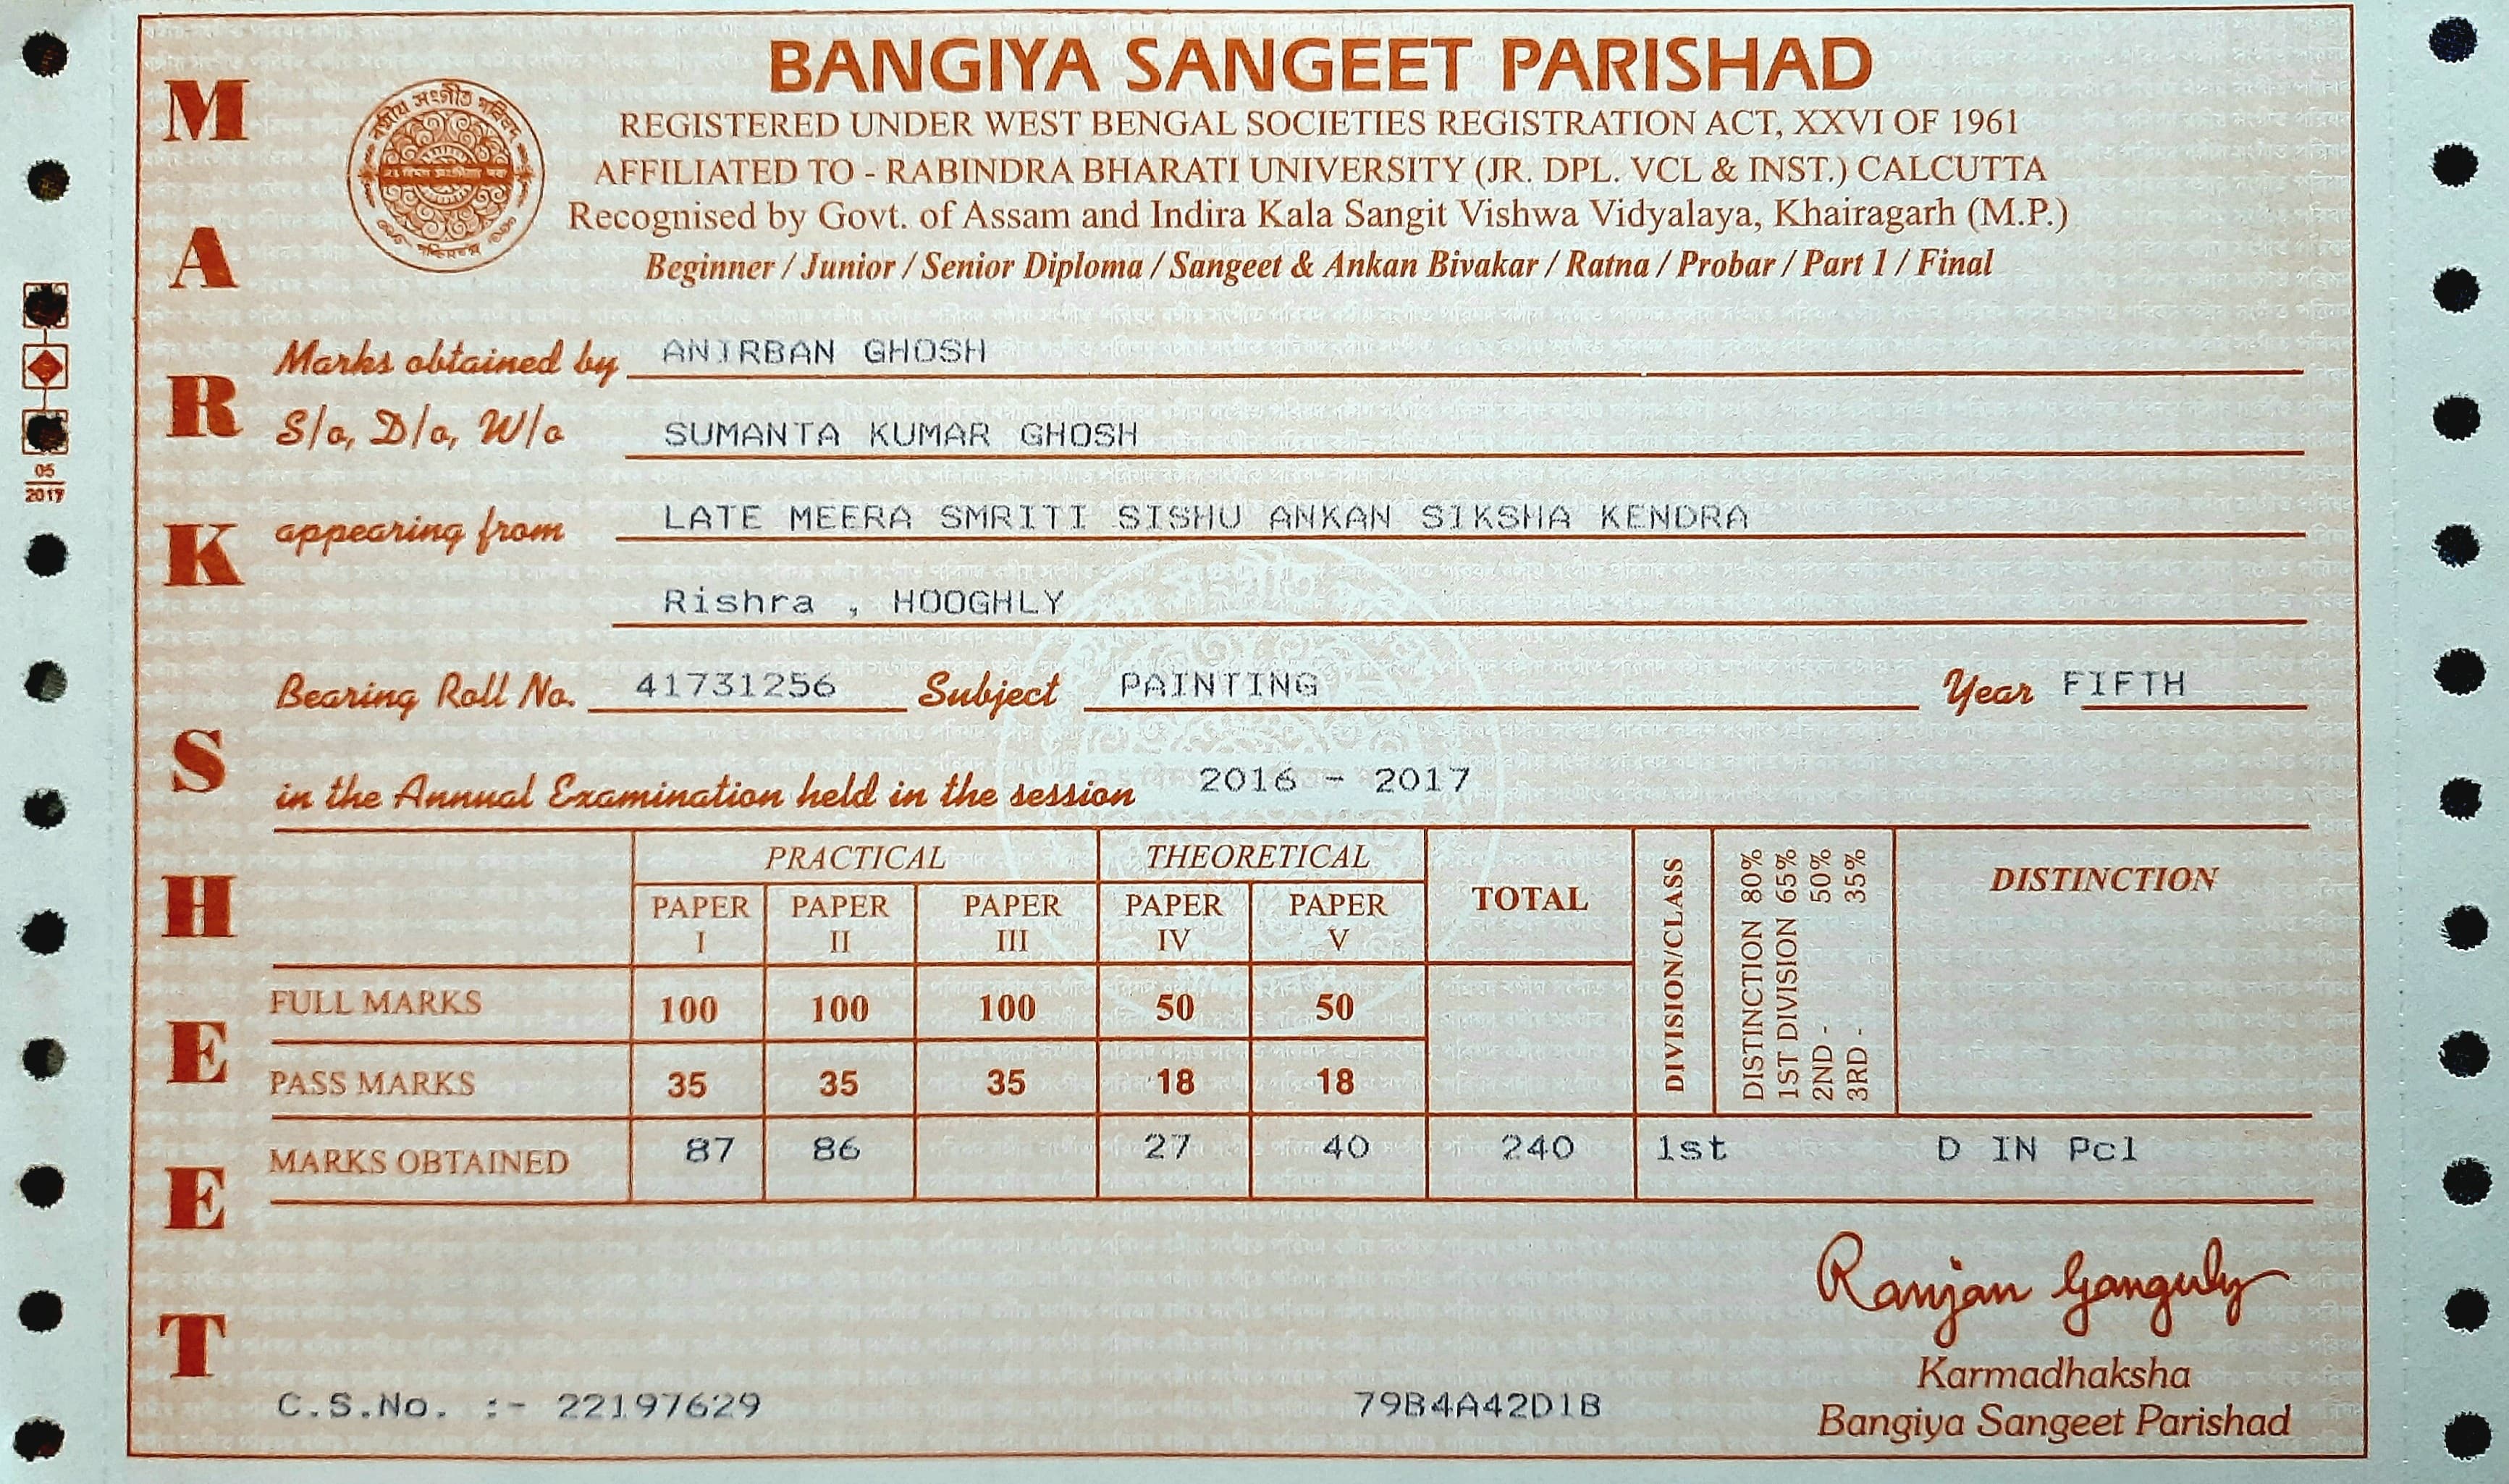 MARK SHEET
BANGIYA SANGEET PARISHAD
REGISTERED UNDER WEST BENGAL SOCIETIES REGISTRATION ACT, XXVI OF 1961
AFFILIATED TO - RABINDRA BHARATI UNIVERSITY (JR. DPL. VCL & INST.) CALCUTTA
Recognised by Govt. of Assam and Indira Kala Sangit Vishwa Vidyalaya, Khairagarh (M.P.)
Beginner / Junior / Senior Diploma / Sangeet & Ankan Bivakar / Ratna / Probar / Part 1 / Final
বঙ্গীয় সংগীত পরিষদ
05
2017
Marks obtained by ANIRBAN GHOSH
S/o, D/o, W/o SUMANTA KUMAR GHOSH
appearing from LATE MEERA SMRITI SISHU ANKAN SIKSHA KENDRA
Rishra , HOOGHLY
Bearing Roll No. 41731256 Subject PAINTING Year FIFTH
in the Annual Examination held in the session 2016 - 2017
PRACTICAL THEORETICAL TOTAL DIVISION/CLASS DISTINCTION
DISTINCTION 80%
1ST DIVISION 65%
2ND - 50%
3RD - 35%
PAPER I PAPER II PAPER III PAPER IV PAPER V
FULL MARKS 100 100 100 50 50
PASS MARKS 35 35 35 18 18
MARKS OBTAINED 87 86 27 40 240 1st D IN Pcl
Ranjan Ganguly
Karmadhaksha
Bangiya Sangeet Parishad
C.S.No. :- 22197629 79B4A42D1B